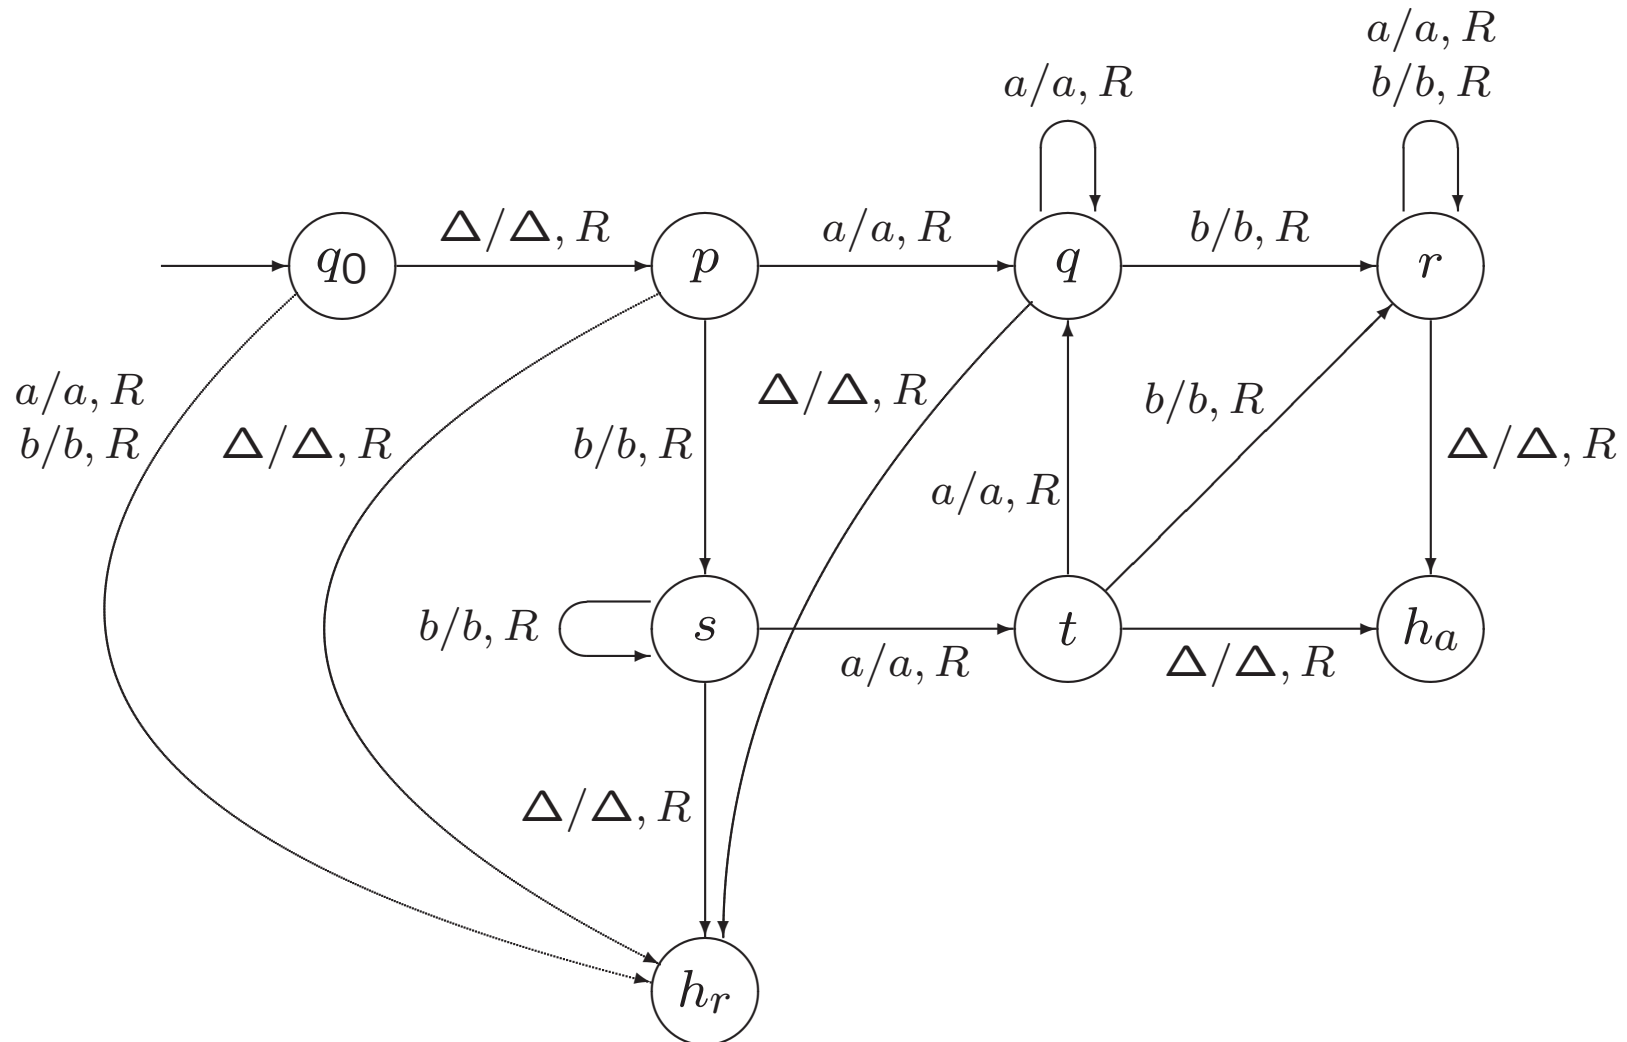 a/a, R
a/a, R
b/b, R
q₀
Δ/Δ, R
p
a/a, R
q
b/b, R
r
a/a, R
b/b, R
Δ/Δ, R
b/b, R
Δ/Δ, R
a/a, R
b/b, R
Δ/Δ, R
b/b, R
s
a/a, R
t
Δ/Δ, R
hₐ
Δ/Δ, R
hᵣ